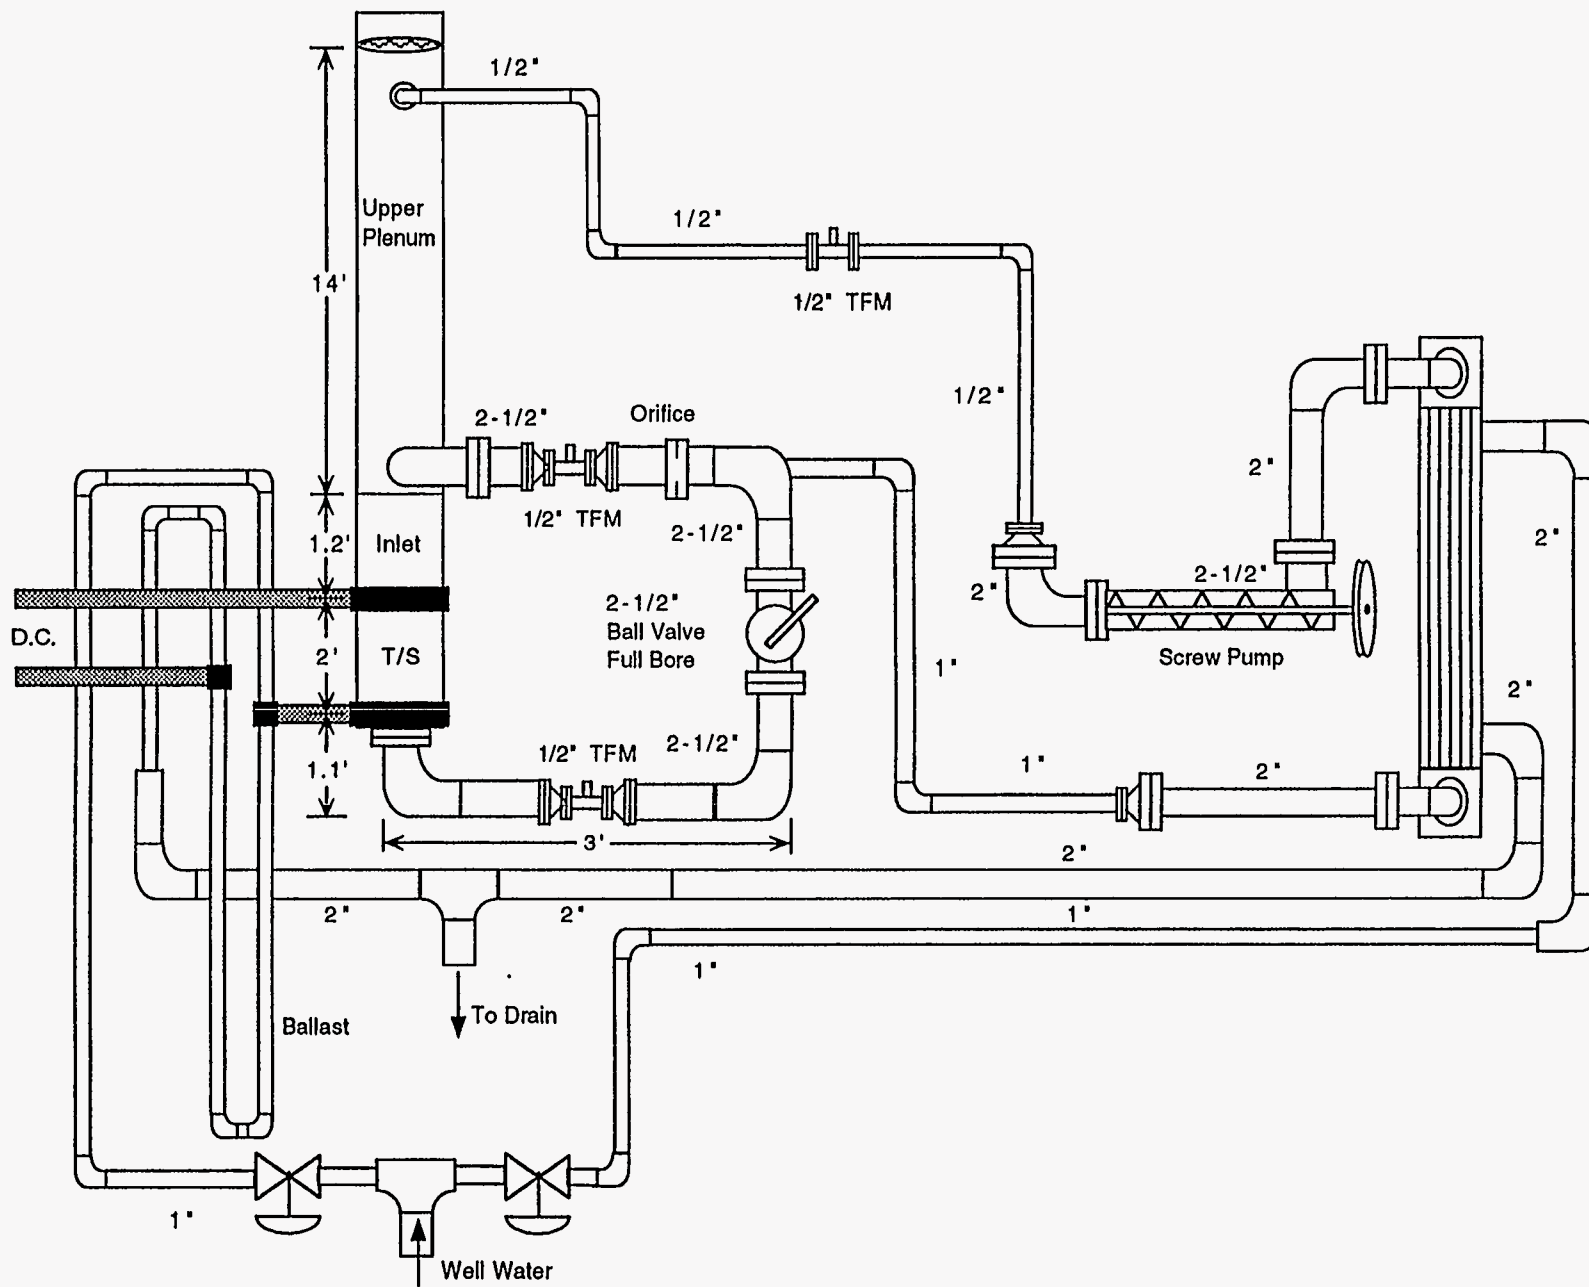 1/2"
Upper
Plenum
1/2"
14'
1/2" TFM
2-1/2"
Orifice
1/2"
2"
1/2" TFM
2-1/2"
2"
1.2'
Inlet
2-1/2"
2"
2-1/2"
Ball Valve
Full Bore
D.C.
2'
T/S
Screw Pump
1"
2"
1/2" TFM
2-1/2"
1.1'
1"
2"
3'
2"
2"
2"
1"
1"
To Drain
Ballast
1"
Well Water